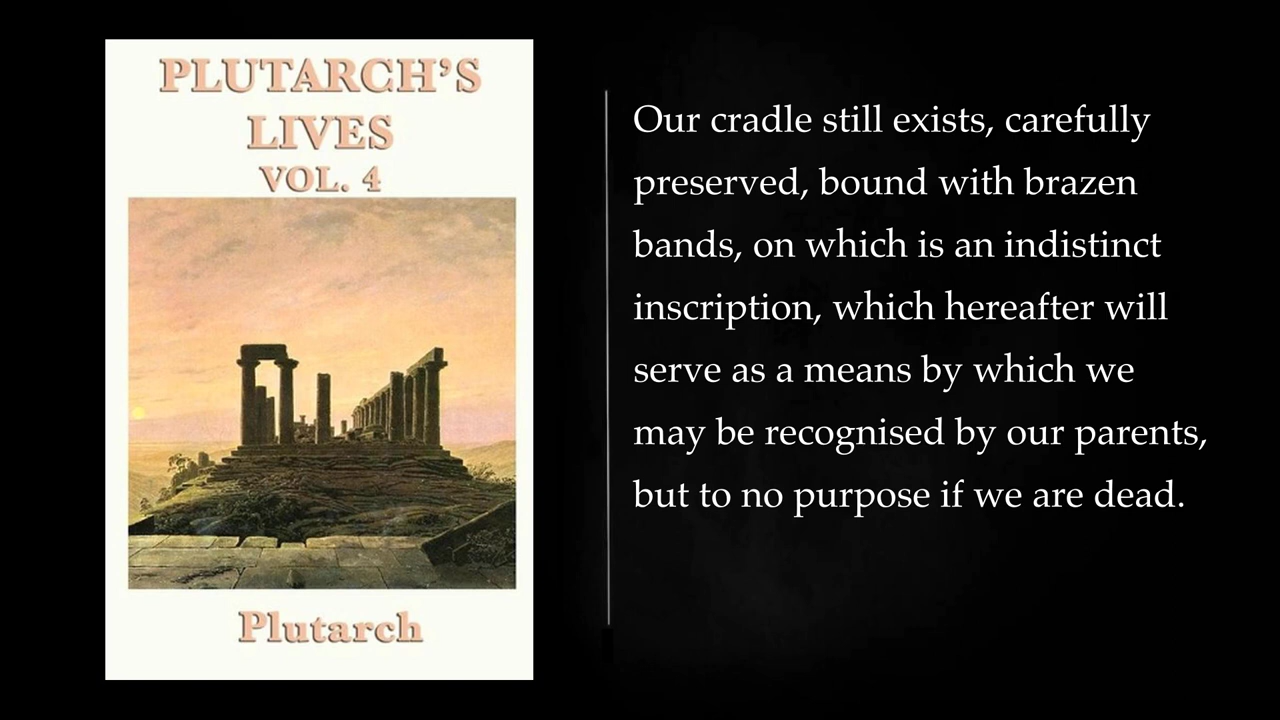 PLUTARCH'S
LIVES
VOL. 4
Plutarch
Our cradle still exists, carefully
preserved, bound with brazen
bands, on which is an indistinct
inscription, which hereafter will
serve as a means by which we
may be recognised by our parents,
but to no purpose if we are dead.